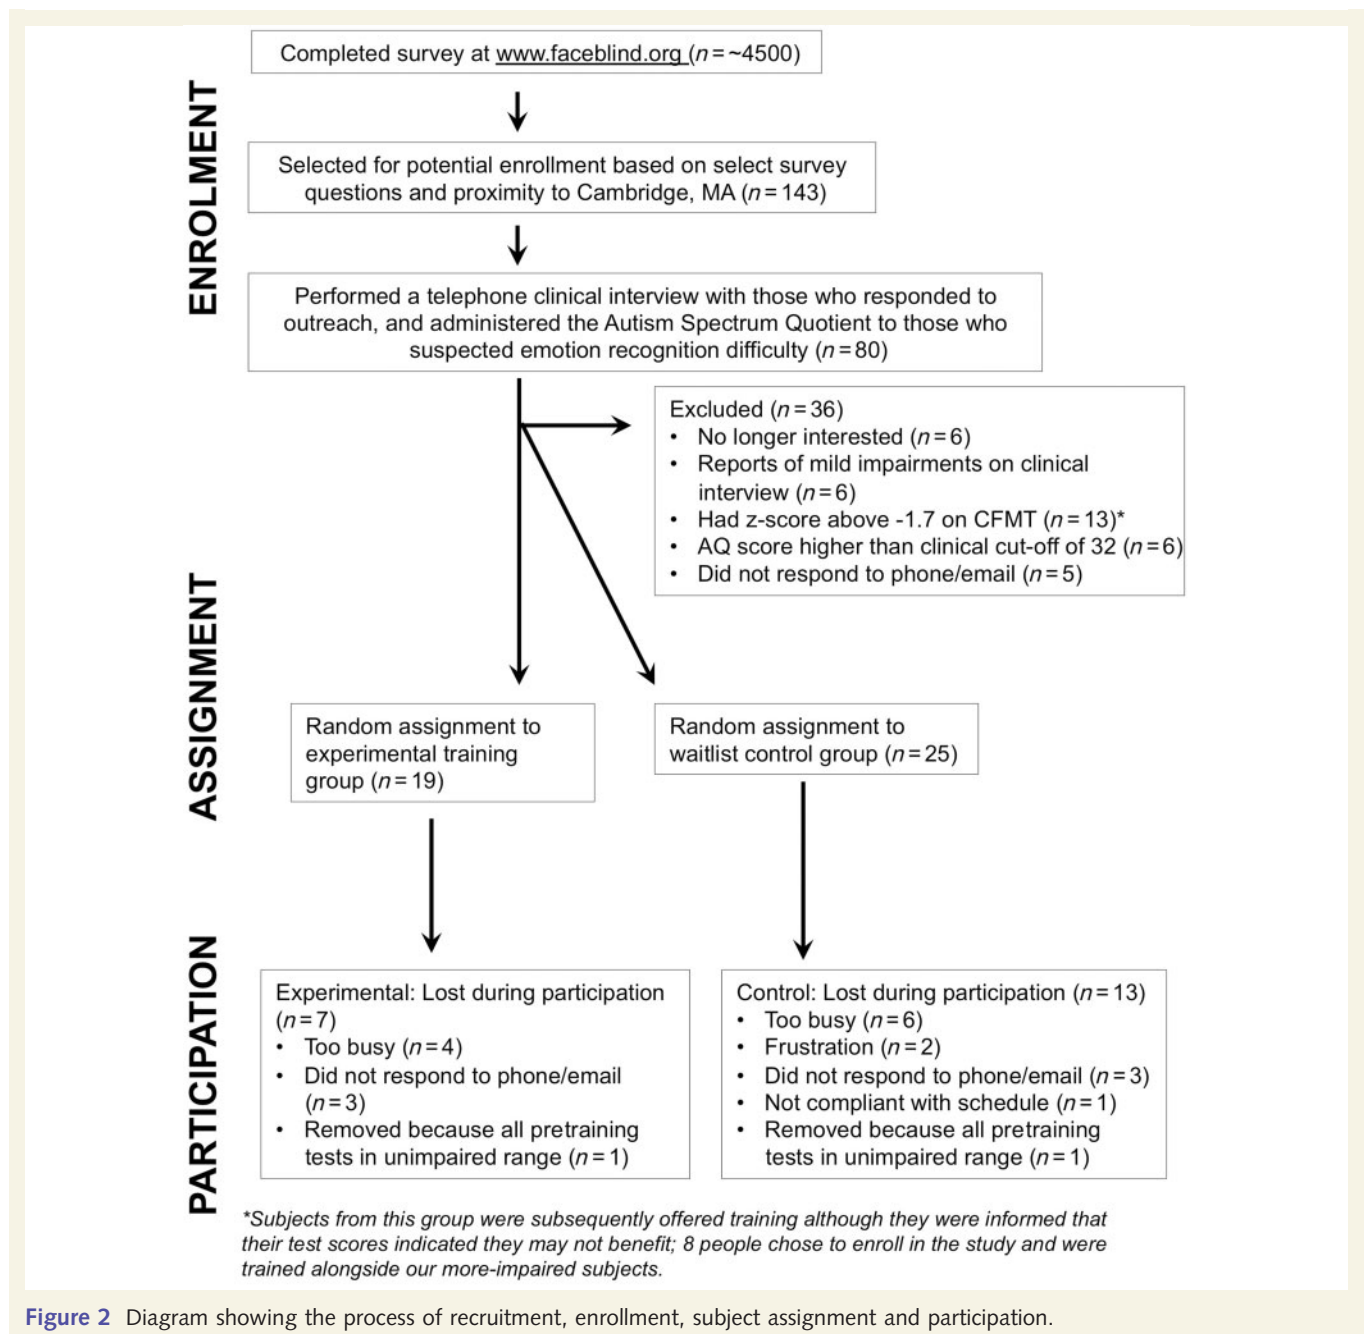 Completed survey at www.faceblind.org (n=~4500)
ENROLMENT
Selected for potential enrollment based on select survey
questions and proximity to Cambridge, MA (n=143)
Performed a telephone clinical interview with those who responded to
outreach, and administered the Autism Spectrum Quotient to those who
suspected emotion recognition difficulty (n=80)
Excluded (n=36)
• No longer interested (n=6)
• Reports of mild impairments on clinical
interview (n=6)
• Had z-score above -1.7 on CFMT (n=13)*
• AQ score higher than clinical cut-off of 32 (n=6)
• Did not respond to phone/email (n=5)
ASSIGNMENT
Random assignment to
experimental training
group (n=19)
Random assignment to
waitlist control group (n=25)
PARTICIPATION
Experimental: Lost during participation
(n=7)
• Too busy (n=4)
• Did not respond to phone/email
(n=3)
• Removed because all pretraining
tests in unimpaired range (n=1)
Control: Lost during participation (n=13)
• Too busy (n=6)
• Frustration (n=2)
• Did not respond to phone/email (n=3)
• Not compliant with schedule (n=1)
• Removed because all pretraining
tests in unimpaired range (n=1)
*Subjects from this group were subsequently offered training although they were informed that
their test scores indicated they may not benefit; 8 people chose to enroll in the study and were
trained alongside our more-impaired subjects.
Figure 2 Diagram showing the process of recruitment, enrollment, subject assignment and participation.